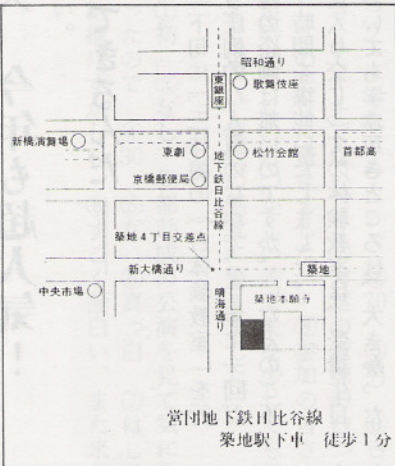 昭和通り
東銀座
歌舞伎座
新橋演舞場
東劇
松竹会館
首都高
京橋郵便局
地下鉄日比谷線
築地4丁目交差点
新大橋通り
築地
中央市場
晴海通り
築地本願寺
営団地下鉄日比谷線
築地駅下車 徒歩1分